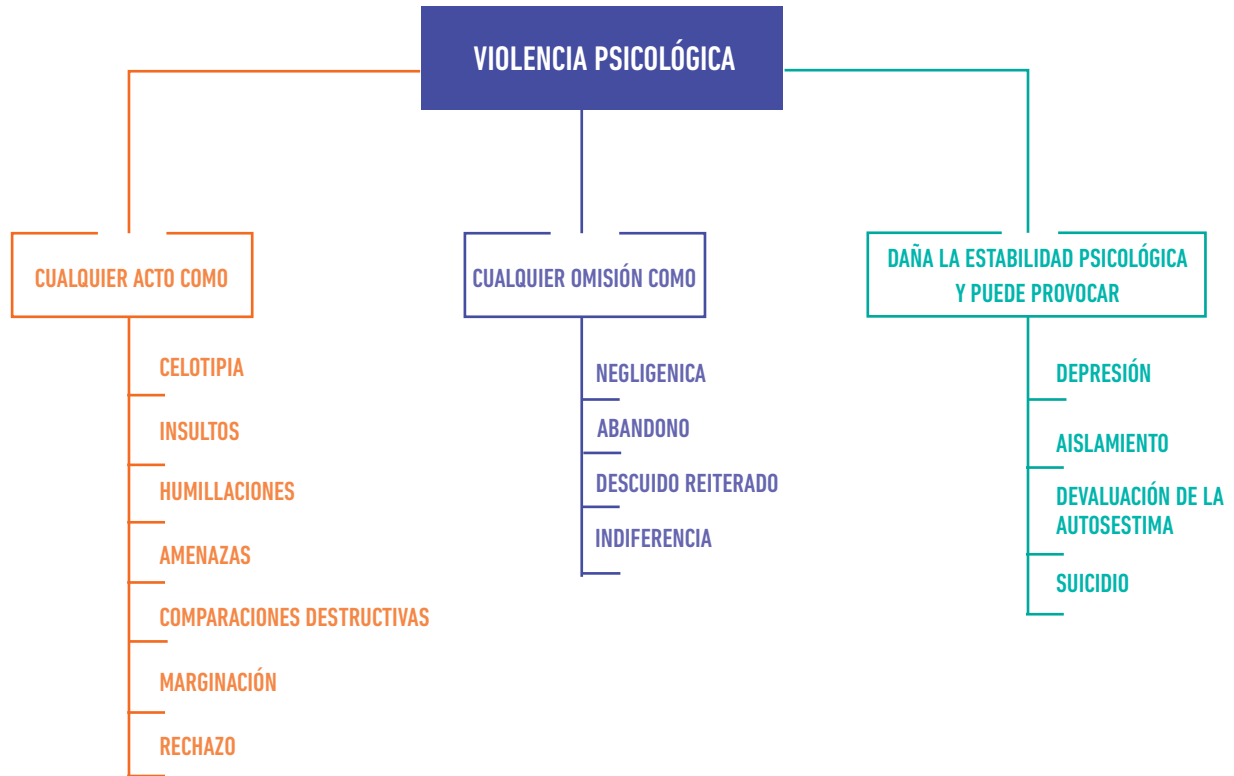 VIOLENCIA PSICOLÓGICA
CUALQUIER ACTO COMO
CELOTIPIA
INSULTOS
HUMILLACIONES
AMENAZAS
COMPARACIONES DESTRUCTIVAS
MARGINACIÓN
RECHAZO
CUALQUIER OMISIÓN COMO
NEGLIGENICA
ABANDONO
DESCUIDO REITERADO
INDIFERENCIA
DAÑA LA ESTABILIDAD PSICOLÓGICA
Y PUEDE PROVOCAR
DEPRESIÓN
AISLAMIENTO
DEVALUACIÓN DE LA
AUTOSESTIMA
SUICIDIO